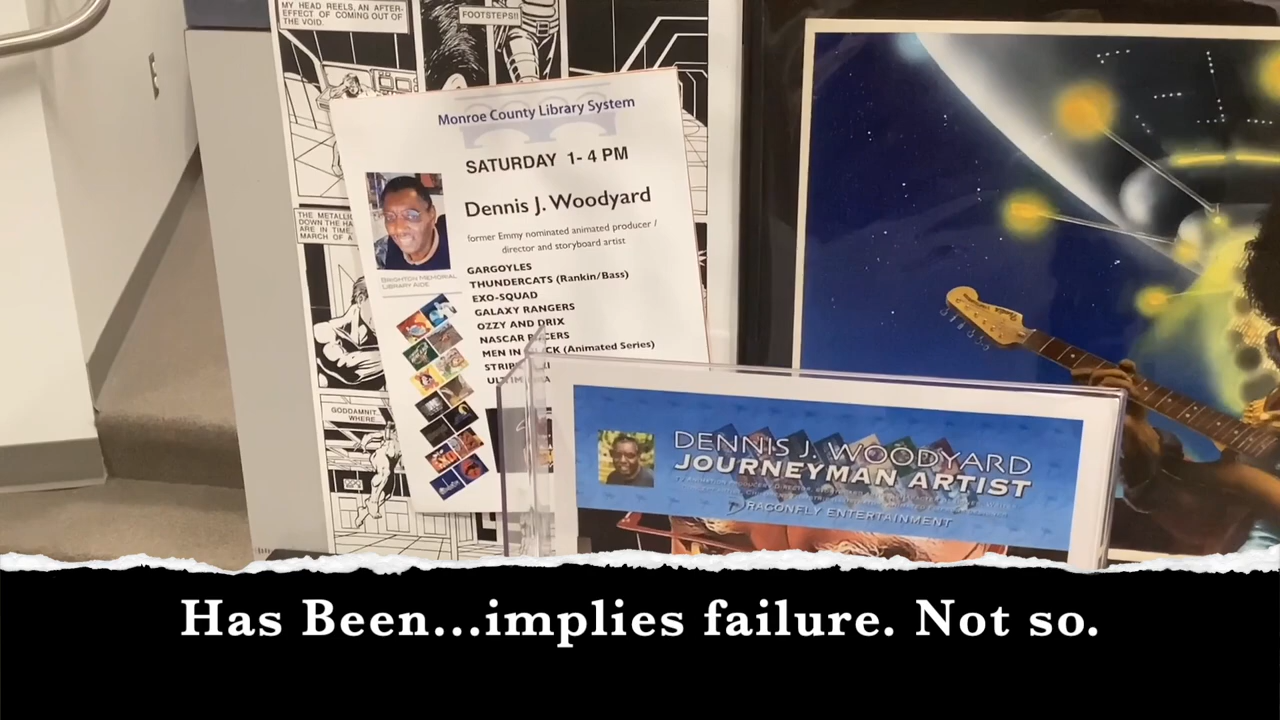 MY HEAD REELS, AN AFTER-
EFFECT OF COMING OUT OF
THE VOID.
FOOTSTEPS!!
Monroe County Library System
SATURDAY 1- 4 PM
Dennis J. Woodyard
former Emmy nominated animated producer /
director and storyboard artist
BRIGHTON MEMORIAL
LIBRARY AIDE
GARGOYLES
THUNDERCATS (Rankin/Bass)
EXO-SQUAD
GALAXY RANGERS
OZZY AND DRIX
NASCAR RACERS
MEN IN BLACK (Animated Series)
THE METALLIC
DOWN THE HA
ARE IN TIME
MARCH OF A
GODDAMNIT...
WHERE...
DENNIS J. WOODYARD
JOURNEYMAN ARTIST
DRAGONFLY ENTERTAINMENT
Has Been...implies failure. Not so.